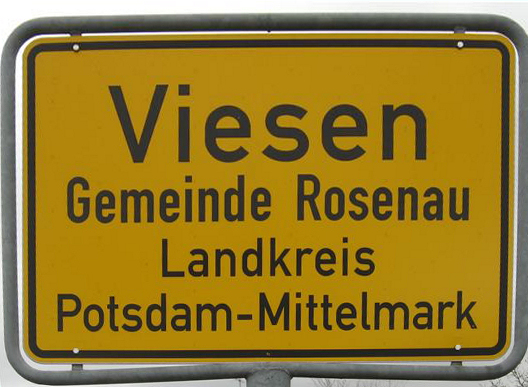 Viesen
Gemeinde Rosenau
Landkreis
Potsdam-Mittelmark